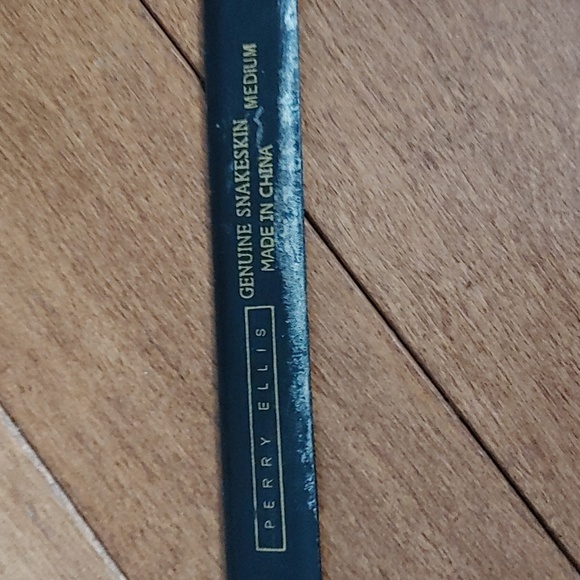 PERRY ELLIS
GENUINE SNAKESKIN
MADE IN CHINA MEDIUM